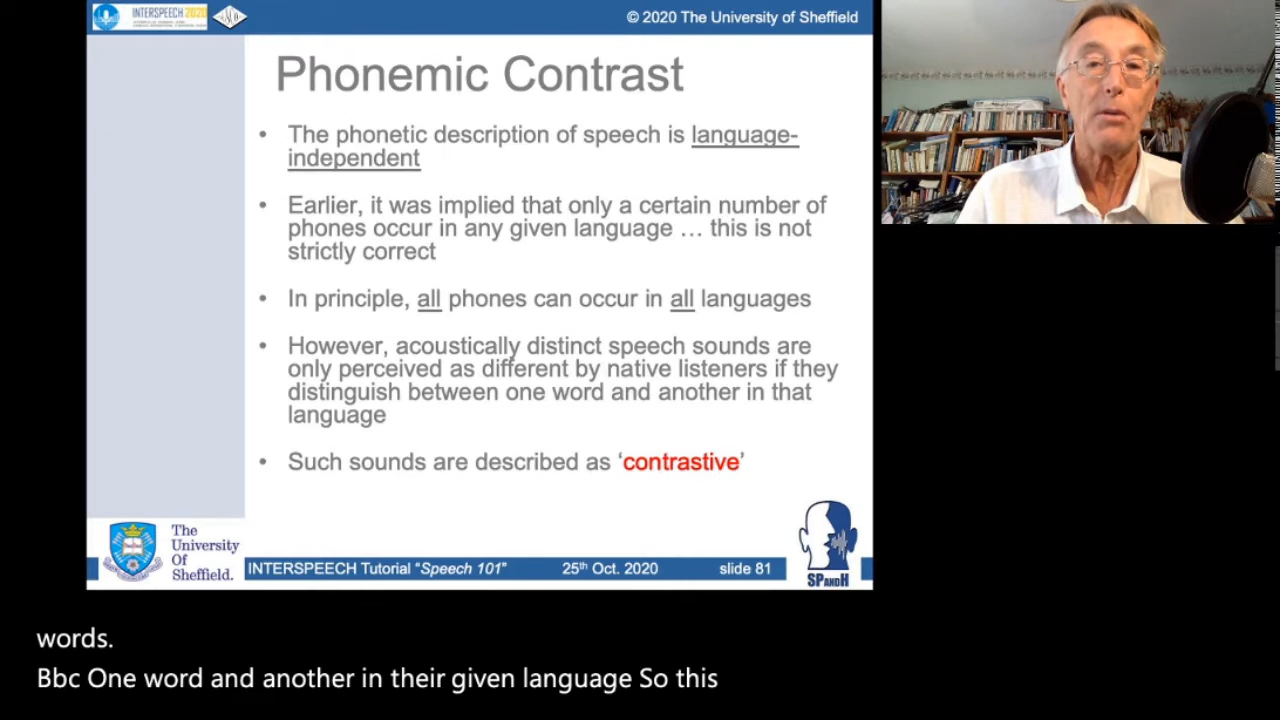 INTERSPEECH 2020
© 2020 The University of Sheffield
Phonemic Contrast
• The phonetic description of speech is language-
independent
• Earlier, it was implied that only a certain number of
phones occur in any given language … this is not
strictly correct
• In principle, all phones can occur in all languages
• However, acoustically distinct speech sounds are
only perceived as different by native listeners if they
distinguish between one word and another in that
language
• Such sounds are described as ‘contrastive’
The
University
Of
Sheffield.
INTERSPEECH Tutorial “Speech 101” 25th Oct. 2020 slide 81
SPANDH
words.
Bbc One word and another in their given language So this